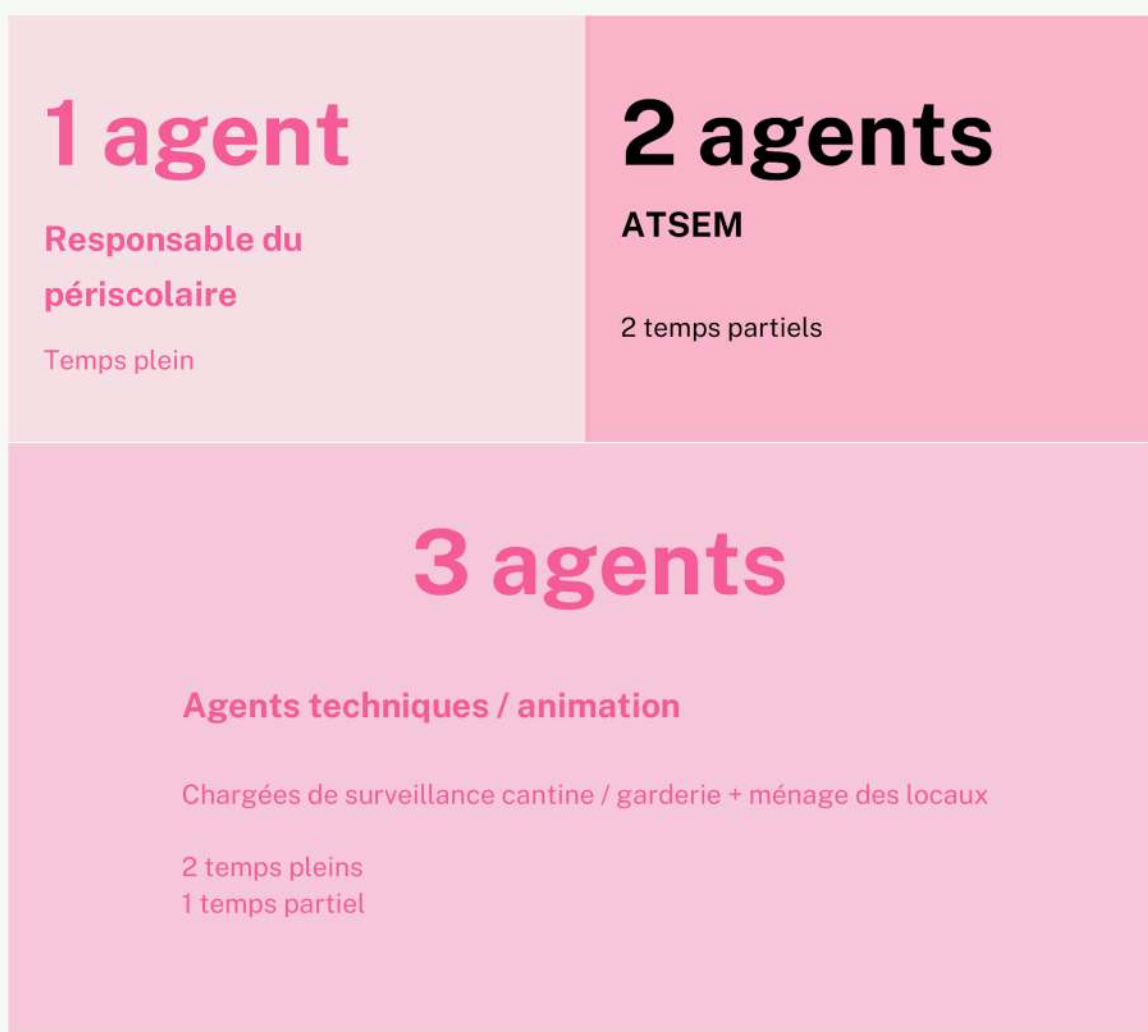 1 agent
Responsable du
périscolaire
Temps plein
2 agents
ATSEM
2 temps partiels
3 agents
Agents techniques / animation
Chargées de surveillance cantine / garderie + ménage des locaux
2 temps pleins
1 temps partiel